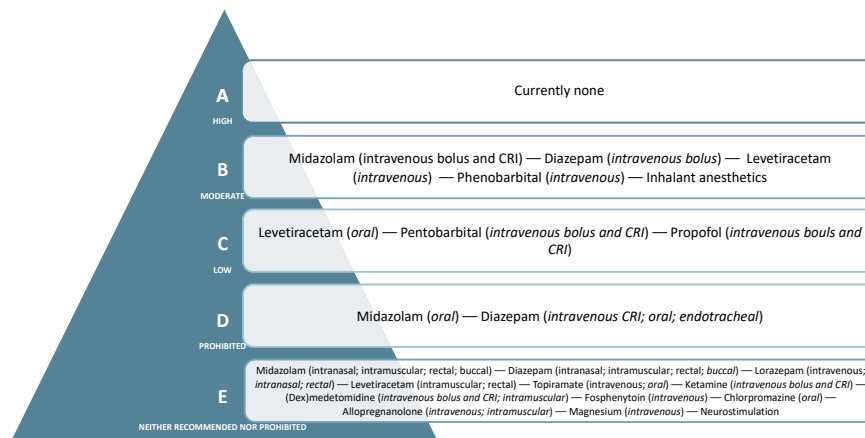 A
HIGH
Currently none
B
MODERATE
Midazolam (intravenous bolus and CRI) — Diazepam (intravenous bolus) — Levetiracetam
(intravenous) — Phenobarbital (intravenous) — Inhalant anesthetics
C
LOW
Levetiracetam (oral) — Pentobarbital (intravenous bolus and CRI) — Propofol (intravenous bouls and
CRI)
D
PROHIBITED
Midazolam (oral) — Diazepam (intravenous CRI; oral; endotracheal)
E
NEITHER RECOMMENDED NOR PROHIBITED
Midazolam (intranasal; intramuscular; rectal; buccal) — Diazepam (intranasal; intramuscular; rectal; buccal) — Lorazepam (intravenous;
intranasal; rectal) — Levetiracetam (intramuscular; rectal) — Topiramate (intravenous; oral) — Ketamine (intravenous bolus and CRI) —
(Dex)medetomidine (intravenous bolus and CRI; intramuscular) — Fosphenytoin (intravenous) — Chlorpromazine (oral) —
Allopregnanolone (intravenous; intramuscular) — Magnesium (intravenous) — Neurostimulation